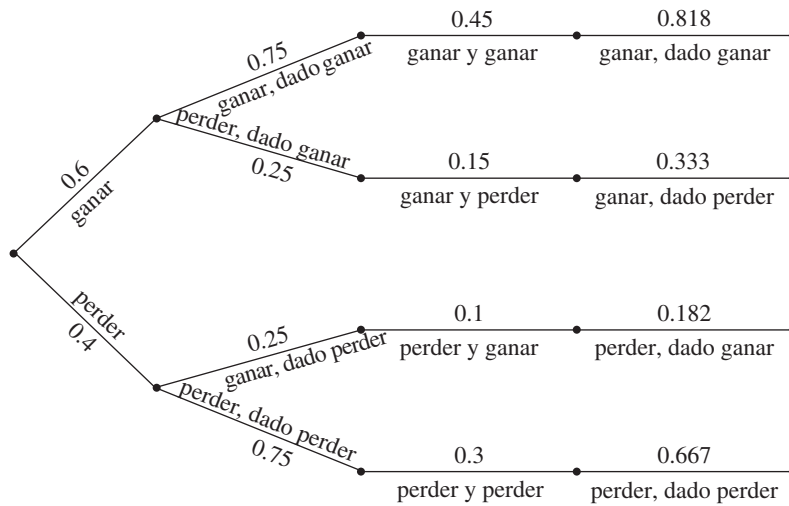 0.45
0.818
0.75
ganar, dado ganar
ganar y ganar
ganar, dado ganar
perder, dado ganar
0.25
0.15
0.333
ganar y perder
ganar, dado perder
0.6
ganar
perder
0.4
0.25
ganar, dado perder
0.1
0.182
perder y ganar
perder, dado ganar
perder, dado perder
0.75
0.3
0.667
perder y perder
perder, dado perder